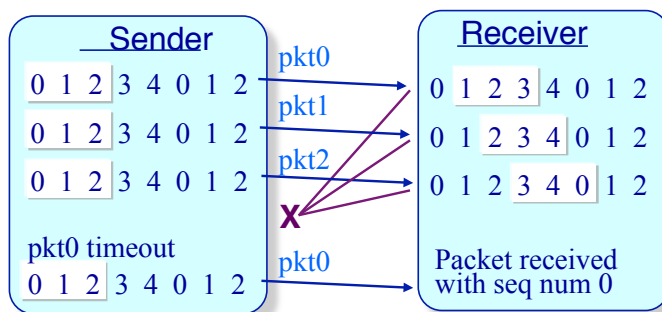 Sender
0 1 2 3 4 0 1 2
0 1 2 3 4 0 1 2
0 1 2 3 4 0 1 2
pkt0 timeout
0 1 2 3 4 0 1 2
pkt0
pkt1
pkt2
X
pkt0
Receiver
0 1 2 3 4 0 1 2
0 1 2 3 4 0 1 2
0 1 2 3 4 0 1 2
Packet received
with seq num 0